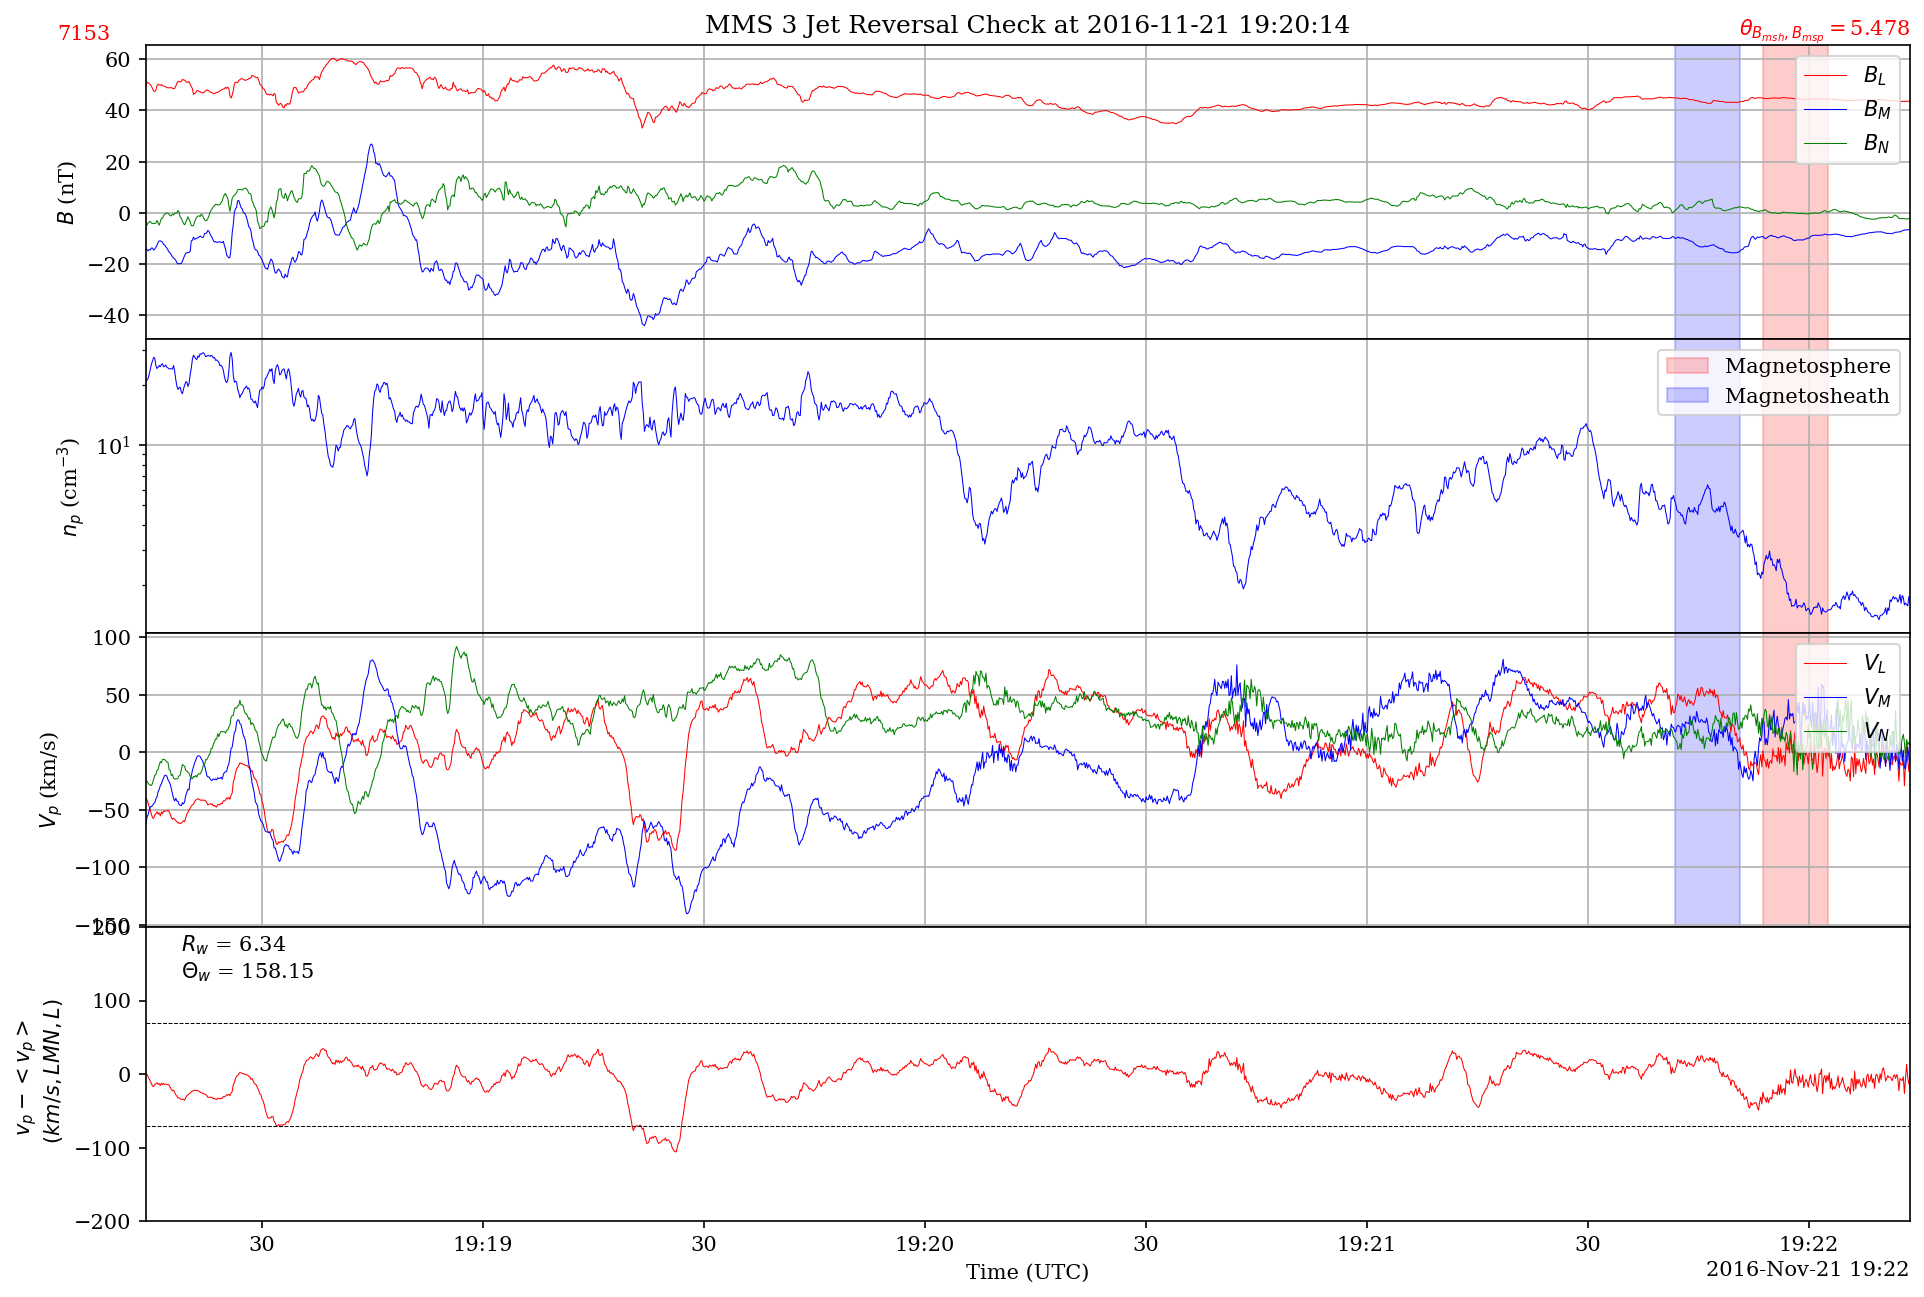 MMS 3 Jet Reversal Check at 2016-11-21 19:20:14
7153
θ_{B_{msh}, B_{msp}} = 5.478
60
40
20
0
−20
−40
B (nT)
B_L
B_M
B_N
10^1
n_p (cm^{−3})
Magnetosphere
Magnetosheath
100
50
0
−50
−100
−150
V_p (km/s)
V_L
V_M
V_N
200
100
0
−100
−200
v_p − < v_p >
(km/s, LMN, L)
R_w = 6.34
Θ_w = 158.15
30
19:19
30
19:20
30
19:21
30
19:22
Time (UTC)
2016-Nov-21 19:22